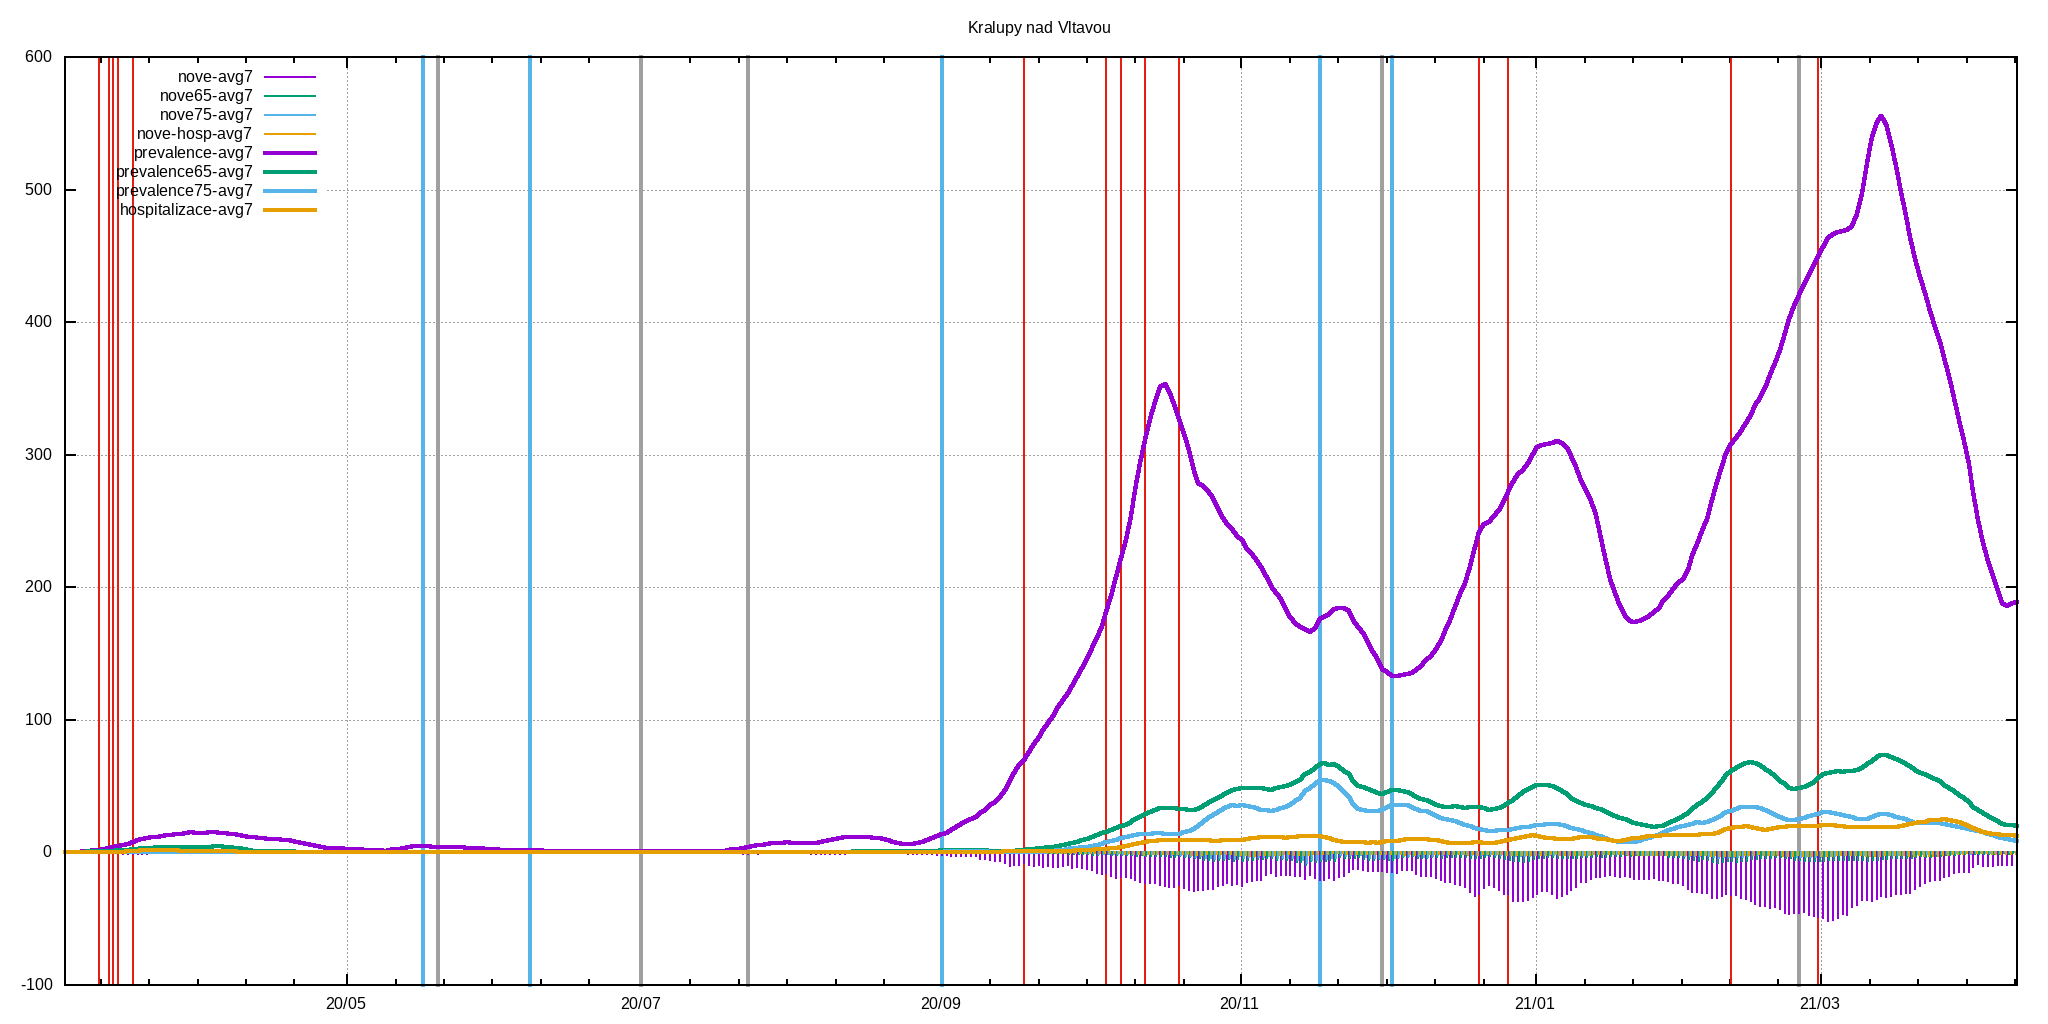 Kralupy nad Vltavou
600
500
400
300
200
100
0
-100
nove-avg7
nove65-avg7
nove75-avg7
nove-hosp-avg7
prevalence-avg7
prevalence65-avg7
prevalence75-avg7
hospitalizace-avg7
20/05 20/07 20/09 20/11 21/01 21/03